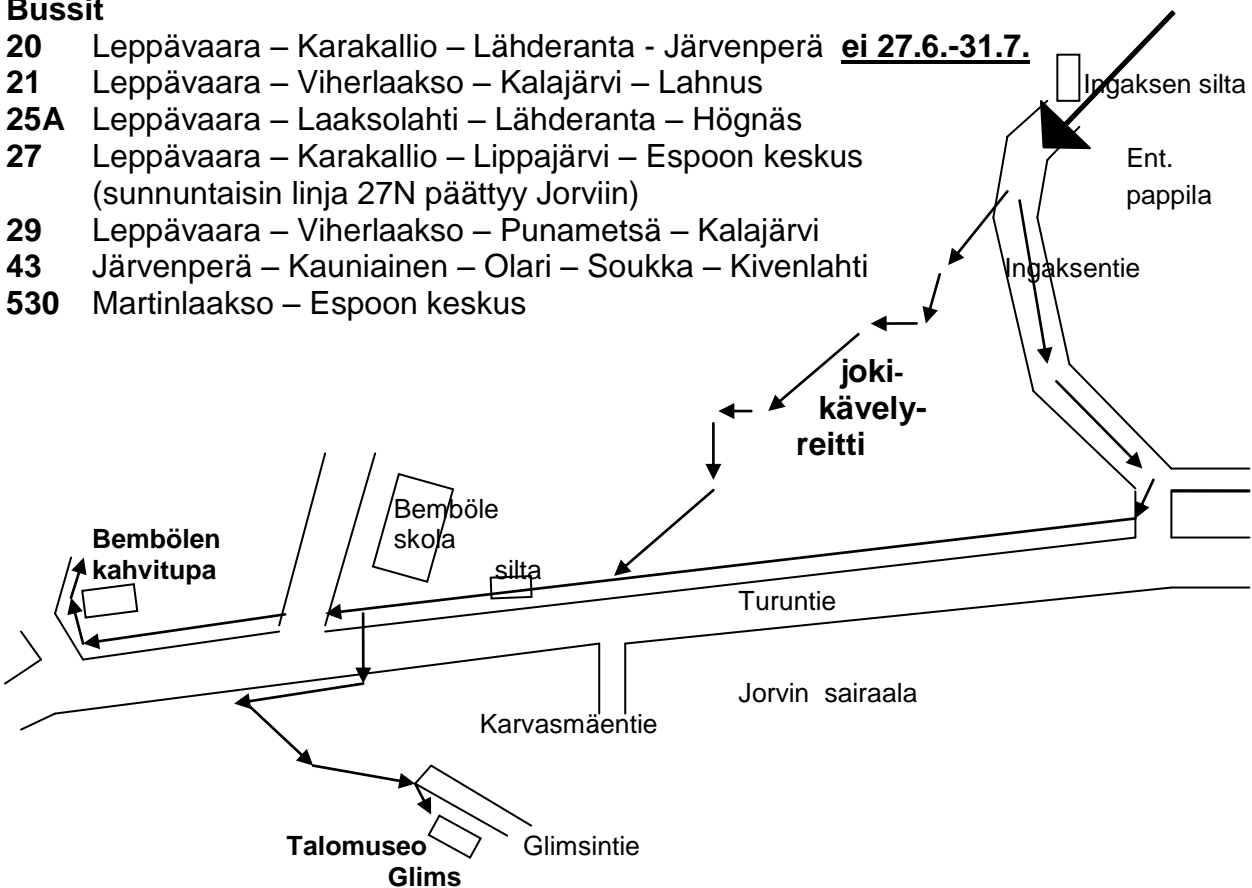 Bussit
20 Leppävaara – Karakallio – Lähderanta - Järvenperä ei 27.6.-31.7.
21 Leppävaara – Viherlaakso – Kalajärvi – Lahnus
25A Leppävaara – Laaksolahti – Lähderanta – Högnäs
27 Leppävaara – Karakallio – Lippajärvi – Espoon keskus
(sunnuntaisin linja 27N päättyy Jorviin)
29 Leppävaara – Viherlaakso – Punametsä – Kalajärvi
43 Järvenperä – Kauniainen – Olari – Soukka – Kivenlahti
530 Martinlaakso – Espoon keskus
Ingaksen silta
Ent.
pappila
Ingaksentie
joki-
kävely-
reitti
Bemböle
skola
Bembölen
kahvitupa
silta
Turuntie
Jorvin sairaala
Karvasmäentie
Talomuseo
Glims
Glimsintie